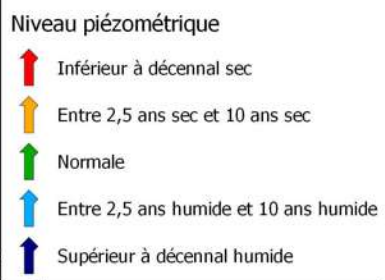 Niveau piézométrique
Inférieur à décennal sec
Entre 2,5 ans sec et 10 ans sec
Normale
Entre 2,5 ans humide et 10 ans humide
Supérieur à décennal humide